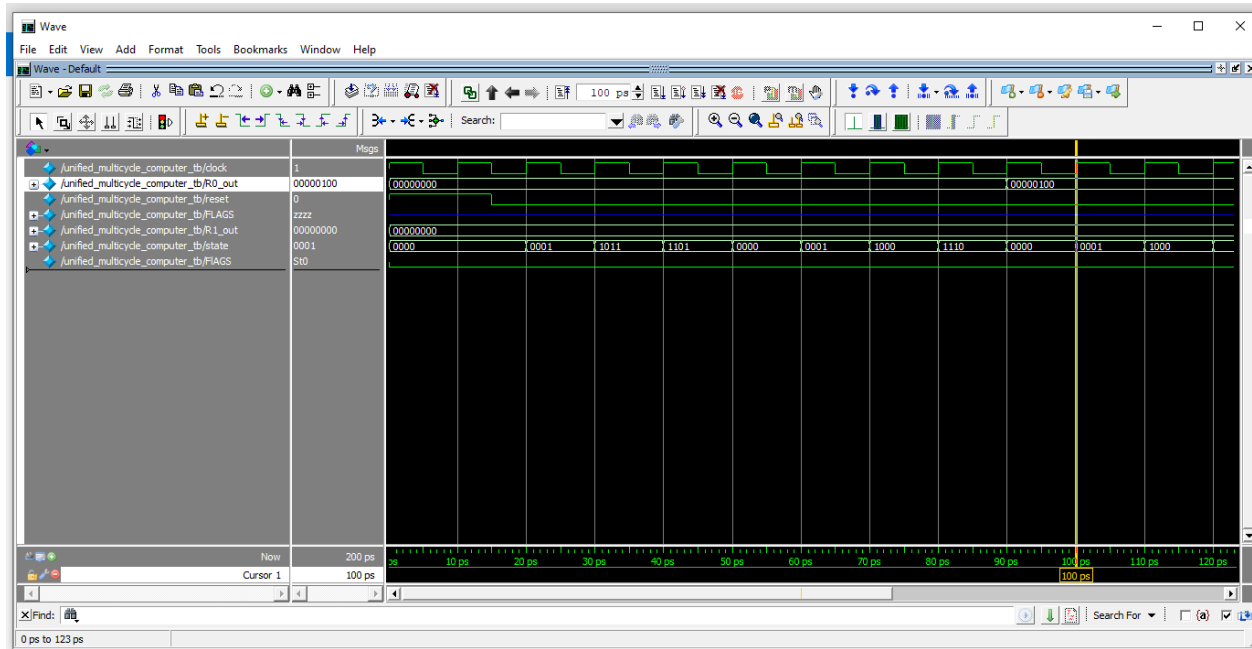 Wave
File Edit View Add Format Tools Bookmarks Window Help
Wave - Default
100 ps
Search:
Msgs
/unified_multicycle_computer_tb/clock 1
/unified_multicycle_computer_tb/R0_out 00000100 00000000 00000100
/unified_multicycle_computer_tb/reset 0
/unified_multicycle_computer_tb/FLAGS zzzz
/unified_multicycle_computer_tb/R1_out 00000000 00000000
/unified_multicycle_computer_tb/state 0001 0000 0001 1011 1101 0000 0001 1000 1110 0000 0001 1000
/unified_multicycle_computer_tb/FlAGS St0
Now 200 ps ps 10 ps 20 ps 30 ps 40 ps 50 ps 60 ps 70 ps 80 ps 90 ps 100 ps 110 ps 120 ps
Cursor 1 100 ps 100 ps
Find: Search For {a}
0 ps to 123 ps